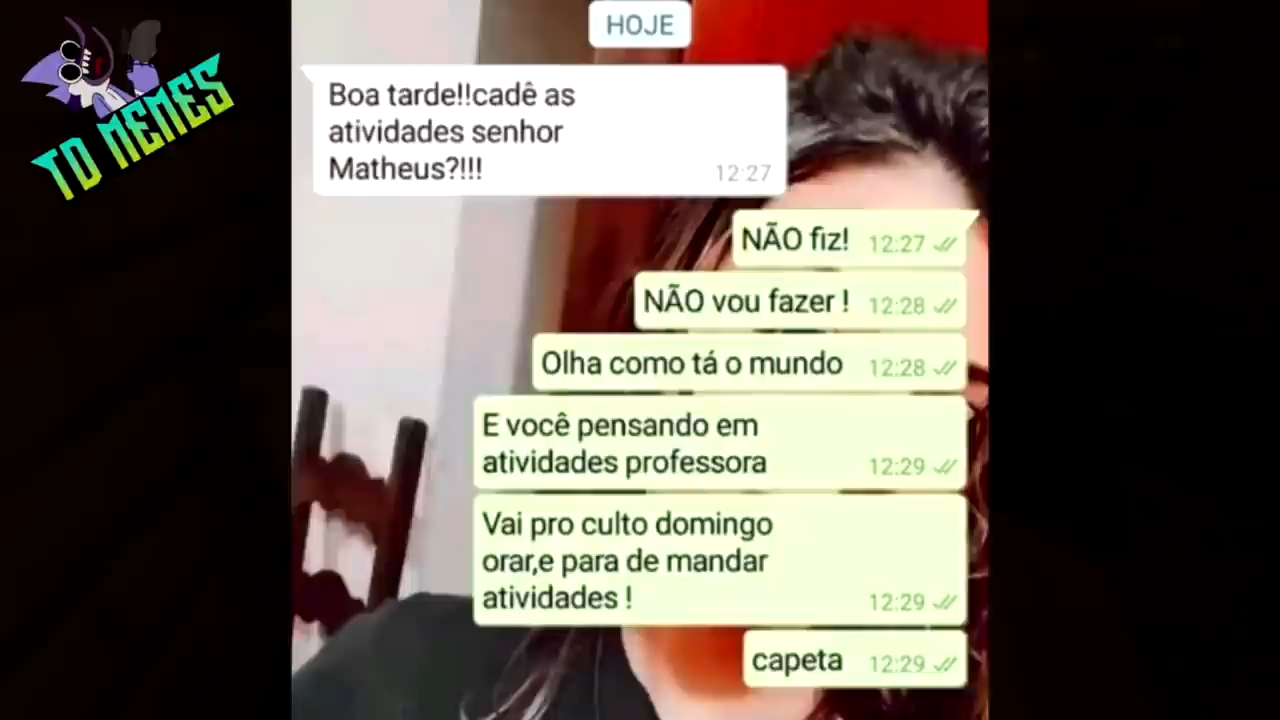 TD MEMES
HOJE
Boa tarde!!cadê as
atividades senhor
Matheus?!!! 12:27
NÃO fiz! 12:27
NÃO vou fazer ! 12:28
Olha como tá o mundo 12:28
E você pensando em
atividades professora 12:29
Vai pro culto domingo
orar,e para de mandar
atividades ! 12:29
capeta 12:29